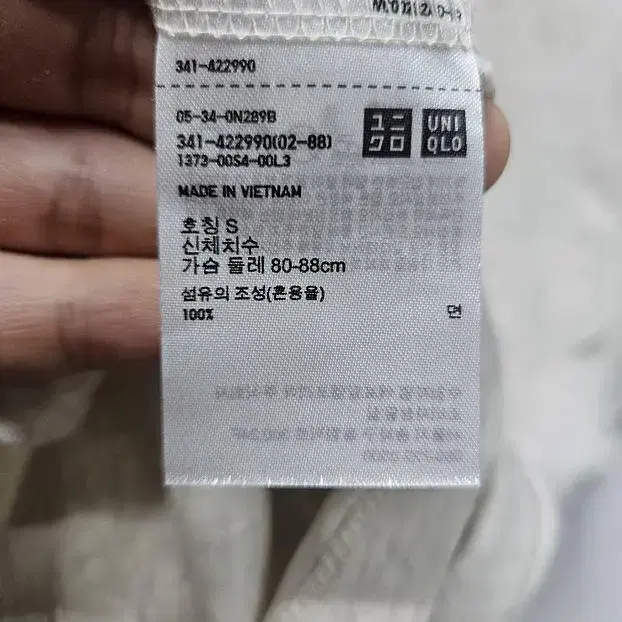 341-422990
05-34-0N289B
341-422990(02-88)
1373-00S4-00L3
ユニ
クロ
UNI
QLO
MADE IN VIETNAM
호칭 S
신체치수
가슴 둘레 80-88cm
섬유의 조성(혼용율)
100% 면